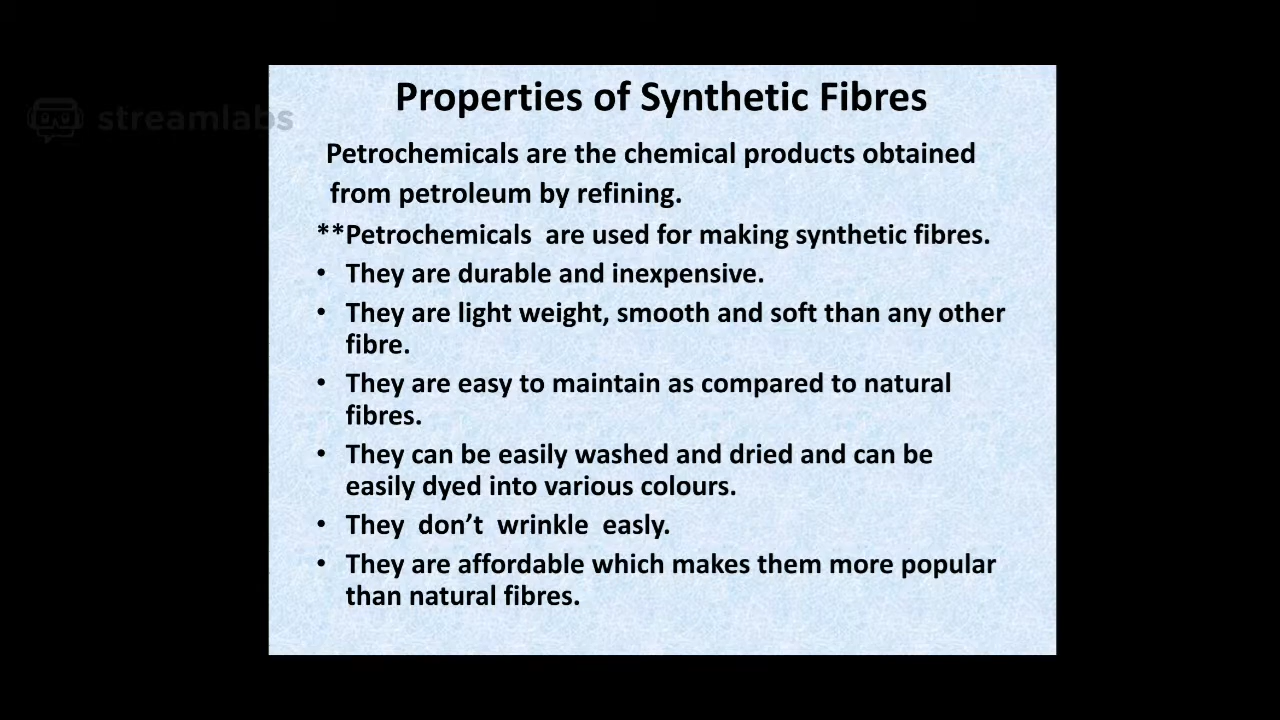 Properties of Synthetic Fibres
streamlabs
Petrochemicals are the chemical products obtained
from petroleum by refining.
**Petrochemicals are used for making synthetic fibres.
• They are durable and inexpensive.
• They are light weight, smooth and soft than any other
fibre.
• They are easy to maintain as compared to natural
fibres.
• They can be easily washed and dried and can be
easily dyed into various colours.
• They don’t wrinkle easly.
• They are affordable which makes them more popular
than natural fibres.